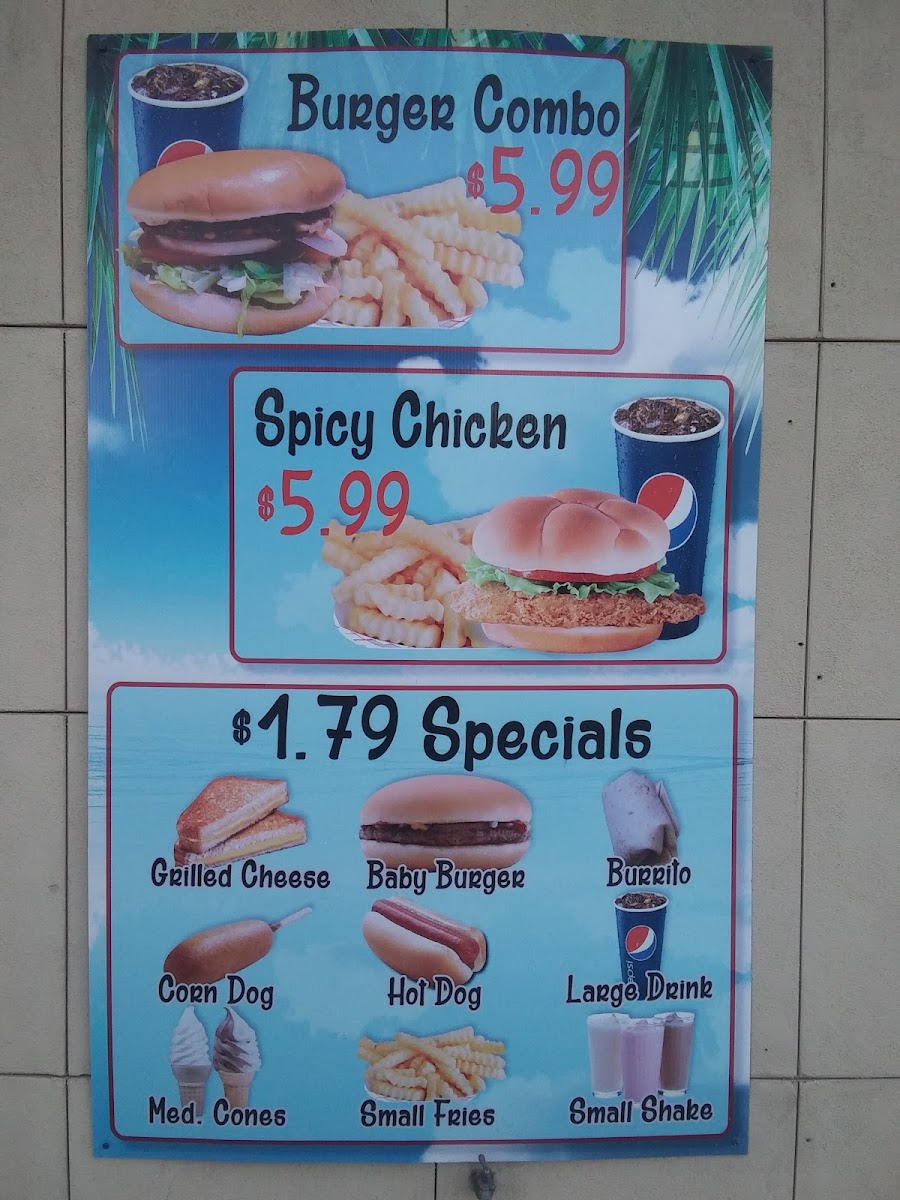 Burger Combo
$5.99
Spicy Chicken
$5.99
$1.79 Specials
Grilled Cheese
Baby Burger
Burrito
Corn Dog
Hot Dog
Large Drink
pepsi
Med. Cones
Small Fries
Small Shake